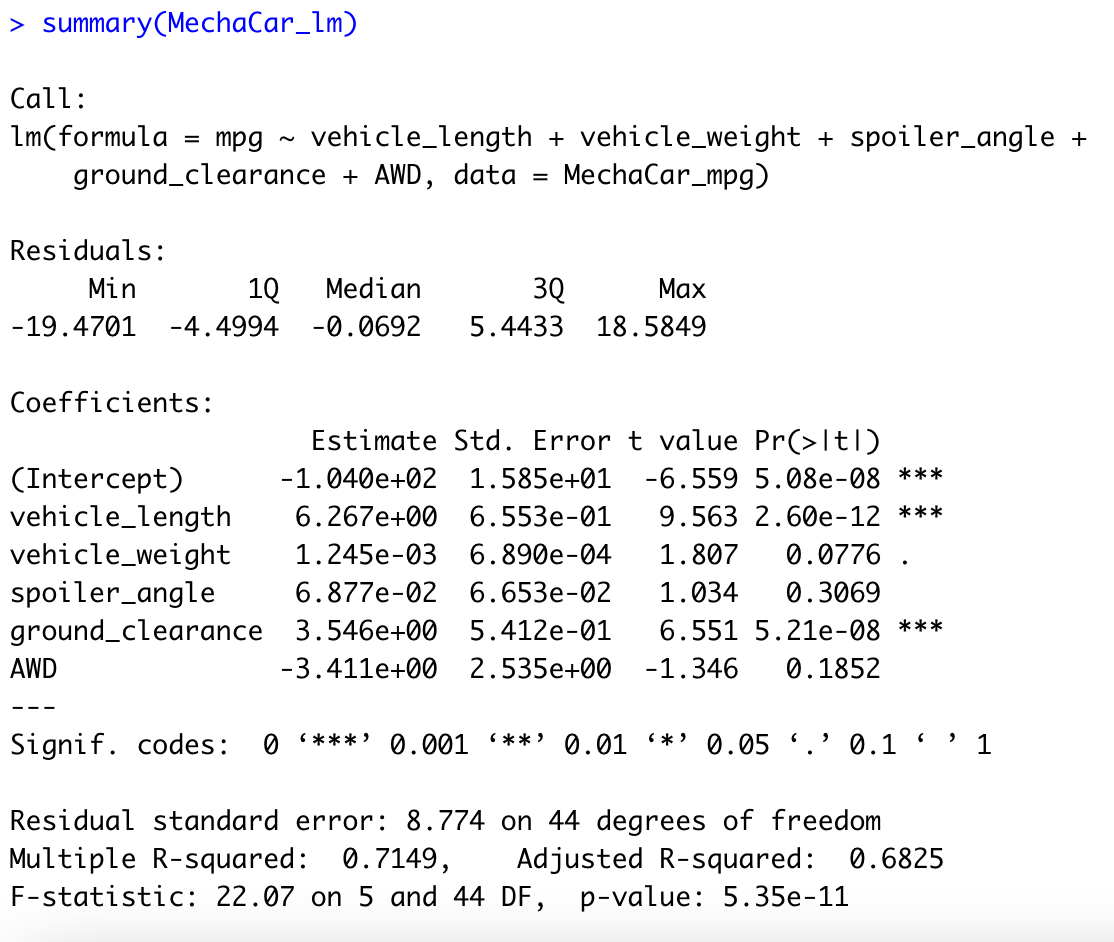 > summary(MechaCar_lm)
Call:
lm(formula = mpg ~ vehicle_length + vehicle_weight + spoiler_angle +
    ground_clearance + AWD, data = MechaCar_mpg)
Residuals:
     Min       1Q   Median       3Q      Max
-19.4701  -4.4994  -0.0692   5.4433  18.5849
Coefficients:
                   Estimate Std. Error t value Pr(>|t|)
(Intercept)      -1.040e+02  1.585e+01  -6.559 5.08e-08 ***
vehicle_length    6.267e+00  6.553e-01   9.563 2.60e-12 ***
vehicle_weight    1.245e-03  6.890e-04   1.807   0.0776 .
spoiler_angle     6.877e-02  6.653e-02   1.034   0.3069
ground_clearance  3.546e+00  5.412e-01   6.551 5.21e-08 ***
AWD              -3.411e+00  2.535e+00  -1.346   0.1852
---
Signif. codes:  0 ‘***’ 0.001 ‘**’ 0.01 ‘*’ 0.05 ‘.’ 0.1 ‘ ’ 1
Residual standard error: 8.774 on 44 degrees of freedom
Multiple R-squared:  0.7149,    Adjusted R-squared:  0.6825
F-statistic: 22.07 on 5 and 44 DF,  p-value: 5.35e-11